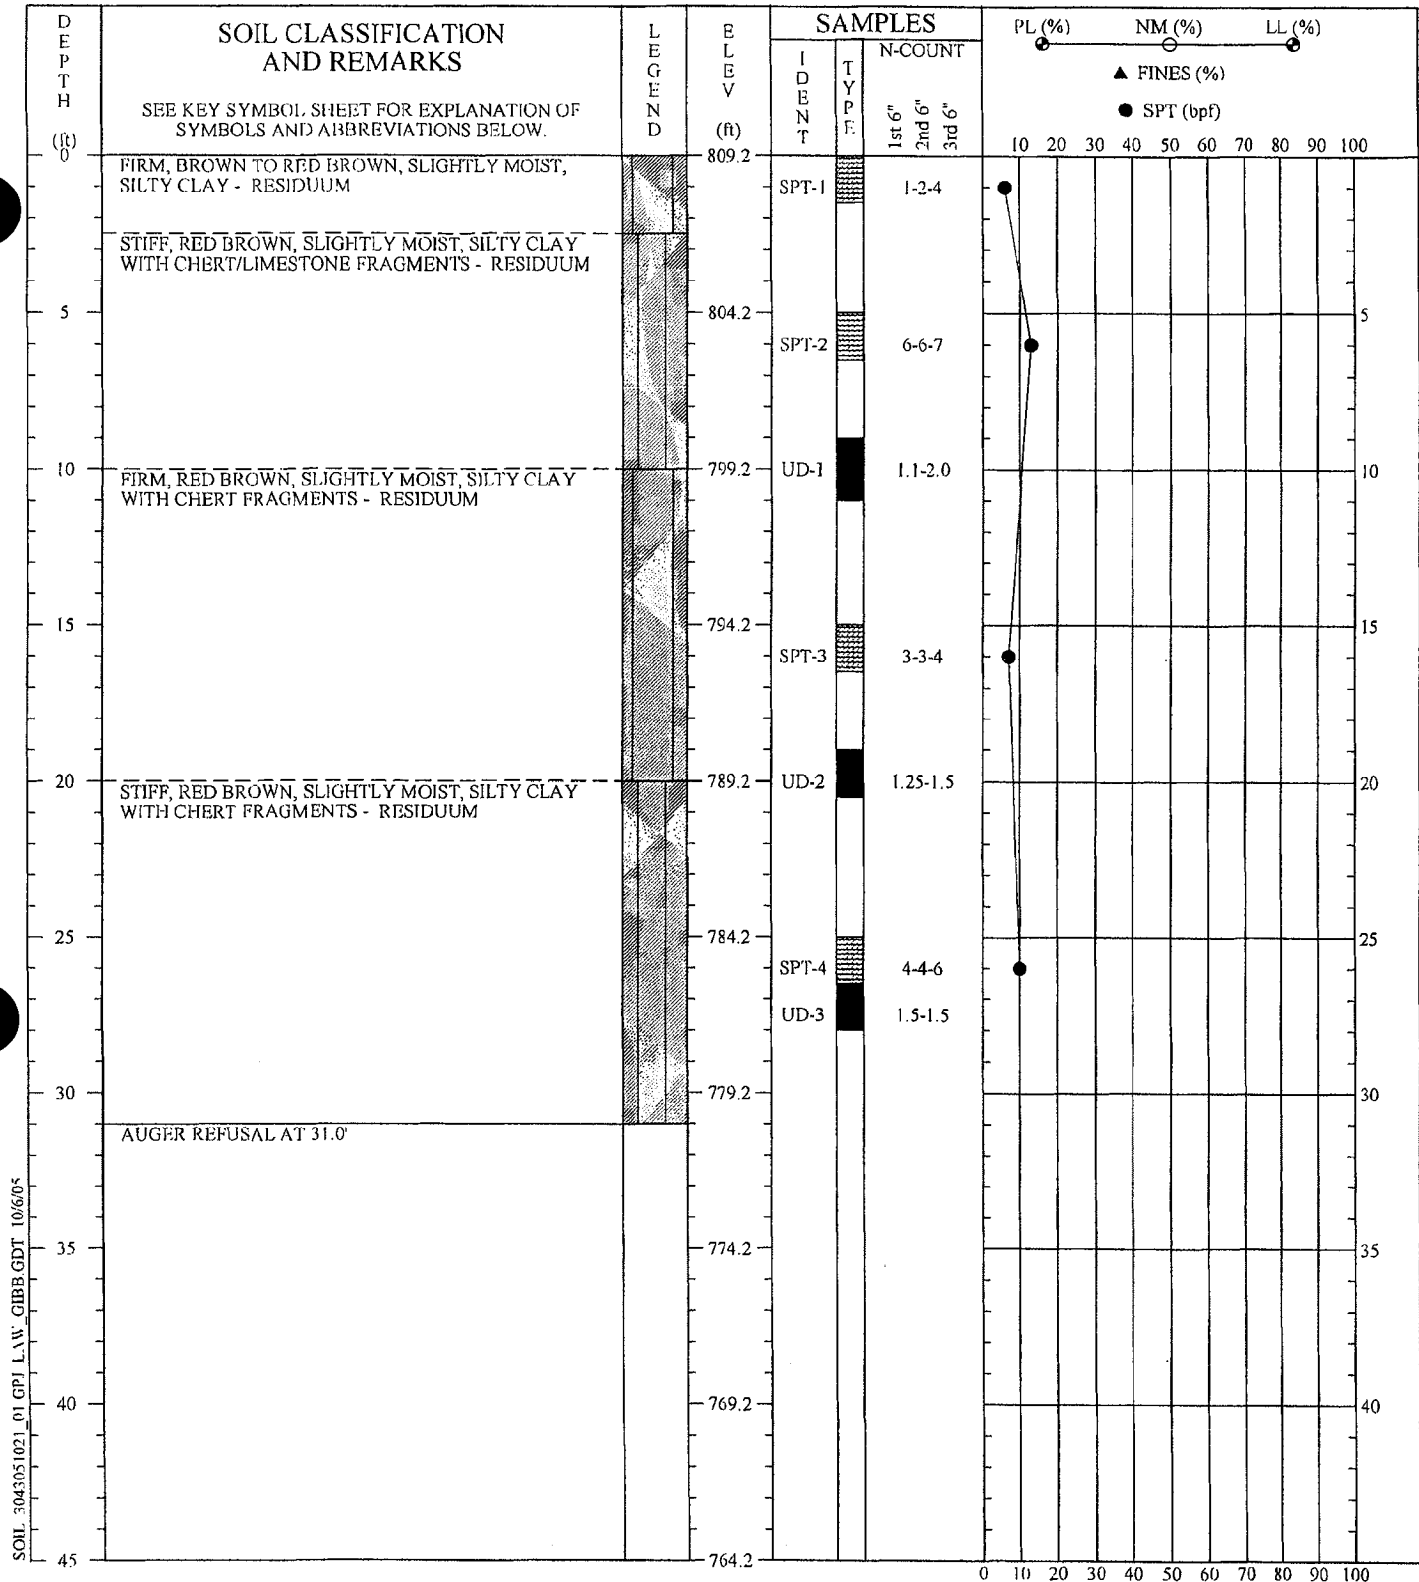 DEPTH
(ft)
SOIL CLASSIFICATION
AND REMARKS
SEE KEY SYMBOL SHEET FOR EXPLANATION OF
SYMBOLS AND ABBREVIATIONS BELOW.
LEGEND
ELEV
(ft)
SAMPLES
IDENT
TYPE
N-COUNT
1st 6"
2nd 6"
3rd 6"
PL (%) NM (%) LL (%)
▲ FINES (%)
● SPT (bpf)
10 20 30 40 50 60 70 80 90 100
0 809.2
FIRM, BROWN TO RED BROWN, SLIGHTLY MOIST,
SILTY CLAY - RESIDUUM
SPT-1 1-2-4
STIFF, RED BROWN, SLIGHTLY MOIST, SILTY CLAY
WITH CHERT/LIMESTONE FRAGMENTS - RESIDUUM
5 804.2 5
SPT-2 6-6-7
10 799.2 UD-1 1.1-2.0 10
FIRM, RED BROWN, SLIGHTLY MOIST, SILTY CLAY
WITH CHERT FRAGMENTS - RESIDUUM
15 794.2 15
SPT-3 3-3-4
20 789.2 UD-2 1.25-1.5 20
STIFF, RED BROWN, SLIGHTLY MOIST, SILTY CLAY
WITH CHERT FRAGMENTS - RESIDUUM
25 784.2 25
SPT-4 4-4-6
UD-3 1.5-1.5
30 779.2 30
AUGER REFUSAL AT 31.0'
35 774.2 35
40 769.2 40
45 764.2
0 10 20 30 40 50 60 70 80 90 100
SOIL 3043051021_01 GPJ LAW_GIBB.GDT 10/6/05